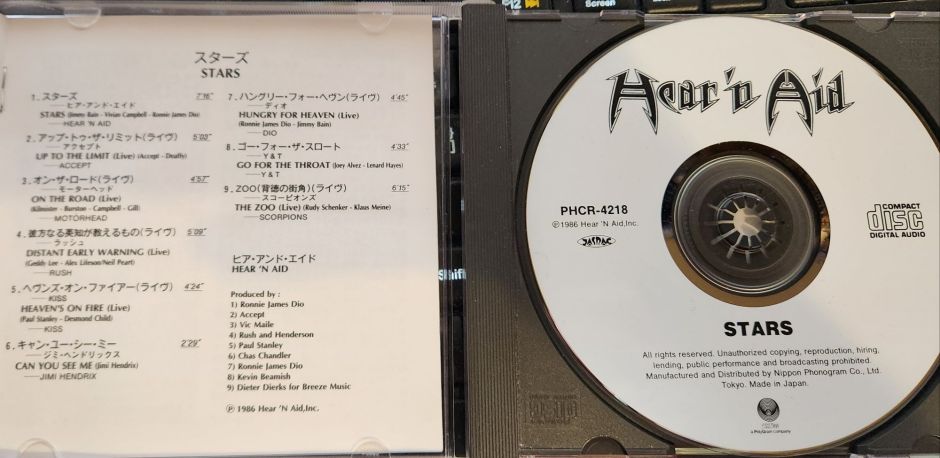 スターズ
STARS
1. スターズ 7'16"
——ヒア・アンド・エイド
STARS (Jimmy Bain - Vivian Campbell - Ronnie James Dio)
——HEAR 'N AID
2. アップ・トゥ・ザ・リミット(ライヴ) 5'03"
——アクセプト
UP TO THE LIMIT (Live) (Accept - Deaffy)
——ACCEPT
3. オン・ザ・ロード(ライヴ) 4'57"
——モーターヘッド
ON THE ROAD (Live)
(Kilmister - Burston - Campbell - Gill)
——MOTORHEAD
4.彼方なる英知が教えるもの(ライヴ) 5'09"
——ラッシュ
DISTANT EARLY WARNING (Live)
(Geddy Lee - Alex Lifeson/Neil Peart)
——RUSH
5. ヘヴンズ・オン・ファイアー(ライヴ) 4'24"
——KISS
HEAVEN'S ON FIRE (Live)
(Paul Stanley - Desmond Child)
——KISS
6. キャン・ユー・シー・ミー 2'29"
——ジミ・ヘンドリックス
CAN YOU SEE ME (Jimi Hendrix)
——JIMI HENDRIX
7. ハングリー・フォー・ヘヴン(ライヴ) 4'45"
——ディオ
HUNGRY FOR HEAVEN (Live)
(Ronnie James Dio - Jimmy Bain)
——DIO
8. ゴー・フォー・ザ・スロート 4'33"
——Y & T
GO FOR THE THROAT (Joey Alvez - Lenard Hayes)
——Y & T
9. ZOO(背徳の街角)(ライヴ) 6'15"
——スコーピオンズ
THE ZOO (Live) (Rudy Schenker - Klaus Meine)
——SCORPIONS
ヒア・アンド・エイド
HEAR 'N AID
Produced by :
1) Ronnie James Dio
2) Accept
3) Vic Maile
4) Rush and Henderson
5) Paul Stanley
6) Chas Chandler
7) Ronnie James Dio
8) Kevin Beamish
9) Dieter Dierks for Breeze Music
Ⓟ 1986 Hear 'N Aid,Inc.
F12
Screen
Shift
Hear 'n Aid
PHCR-4218
Ⓟ1986 Hear 'N Aid,Inc.
JASRAC
COMPACT
disc
DIGITAL AUDIO
STARS
All rights reserved. Unauthorized copying, reproduction, hiring,
lending, public performance and broadcasting prohibited.
Manufactured and Distributed by Nippon Phonogram Co., Ltd.
Tokyo. Made in Japan.
a PolyGram company